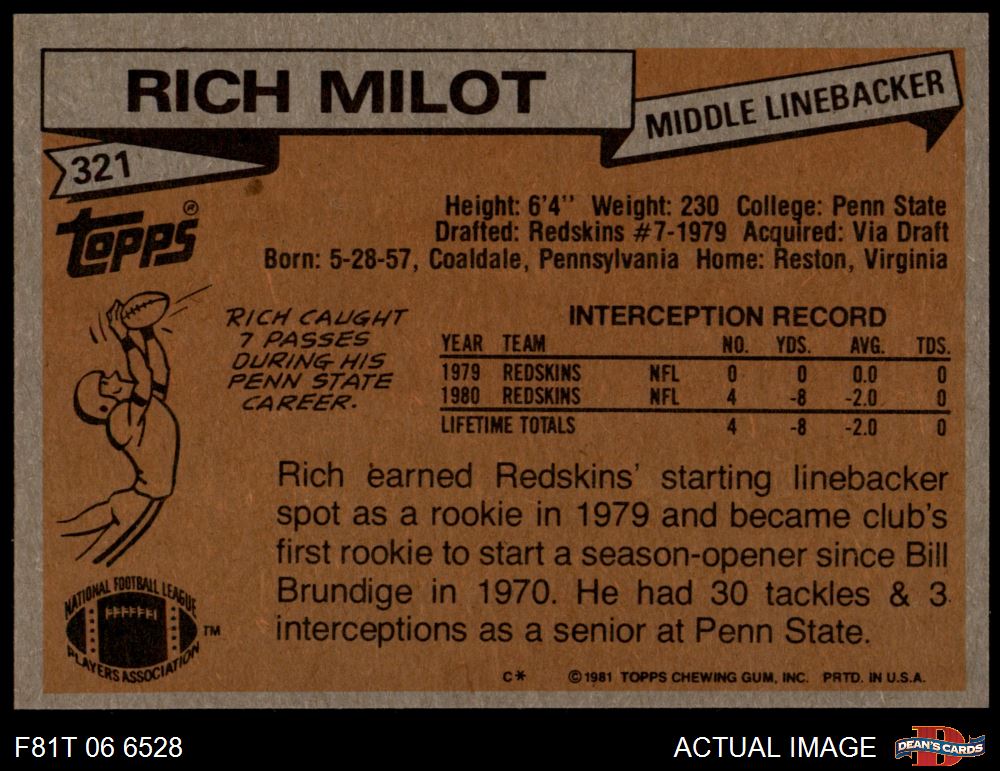 RICH MILOT
MIDDLE LINEBACKER
321
TOPPS®
Height: 6'4" Weight: 230 College: Penn State
Drafted: Redskins #7-1979 Acquired: Via Draft
Born: 5-28-57, Coaldale, Pennsylvania Home: Reston, Virginia
RICH CAUGHT
7 PASSES
DURING HIS
PENN STATE
CAREER.
INTERCEPTION RECORD
YEAR TEAM NO. YDS. AVG. TDS.
1979 REDSKINS NFL 0 0 0.0 0
1980 REDSKINS NFL 4 -8 -2.0 0
LIFETIME TOTALS 4 -8 -2.0 0
Rich earned Redskins' starting linebacker
spot as a rookie in 1979 and became club's
first rookie to start a season-opener since Bill
Brundige in 1970. He had 30 tackles & 3
interceptions as a senior at Penn State.
NATIONAL FOOTBALL LEAGUE
PLAYERS ASSOCIATION
TM
C* ©1981 TOPPS CHEWING GUM, INC. PRTD. IN U.S.A.
F81T 06 6528
ACTUAL IMAGE
D
DEAN'S CARDS